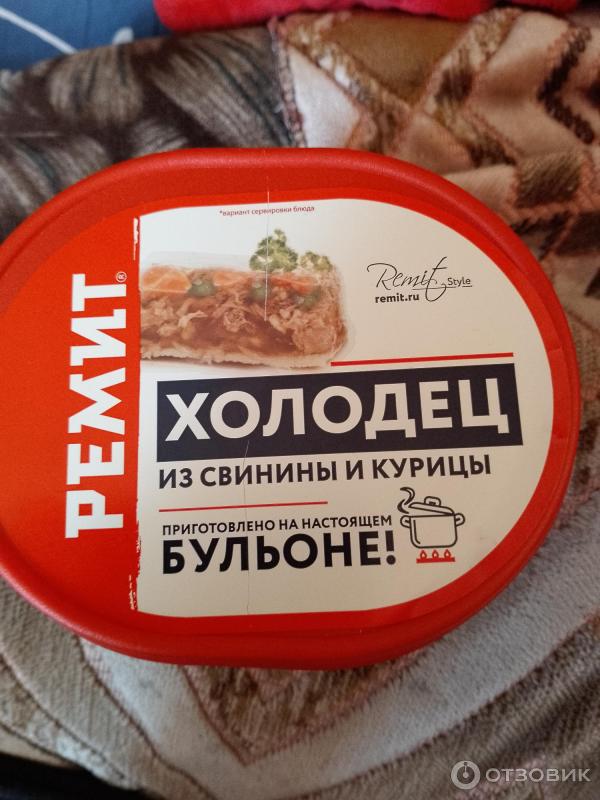 *вариант сервировки блюда
Remit Style
remit.ru
РЕМИТ®
ХОЛОДЕЦ
ИЗ СВИНИНЫ И КУРИЦЫ
ПРИГОТОВЛЕНО НА НАСТОЯЩЕМ
БУЛЬОНЕ!
ОТЗОВИК